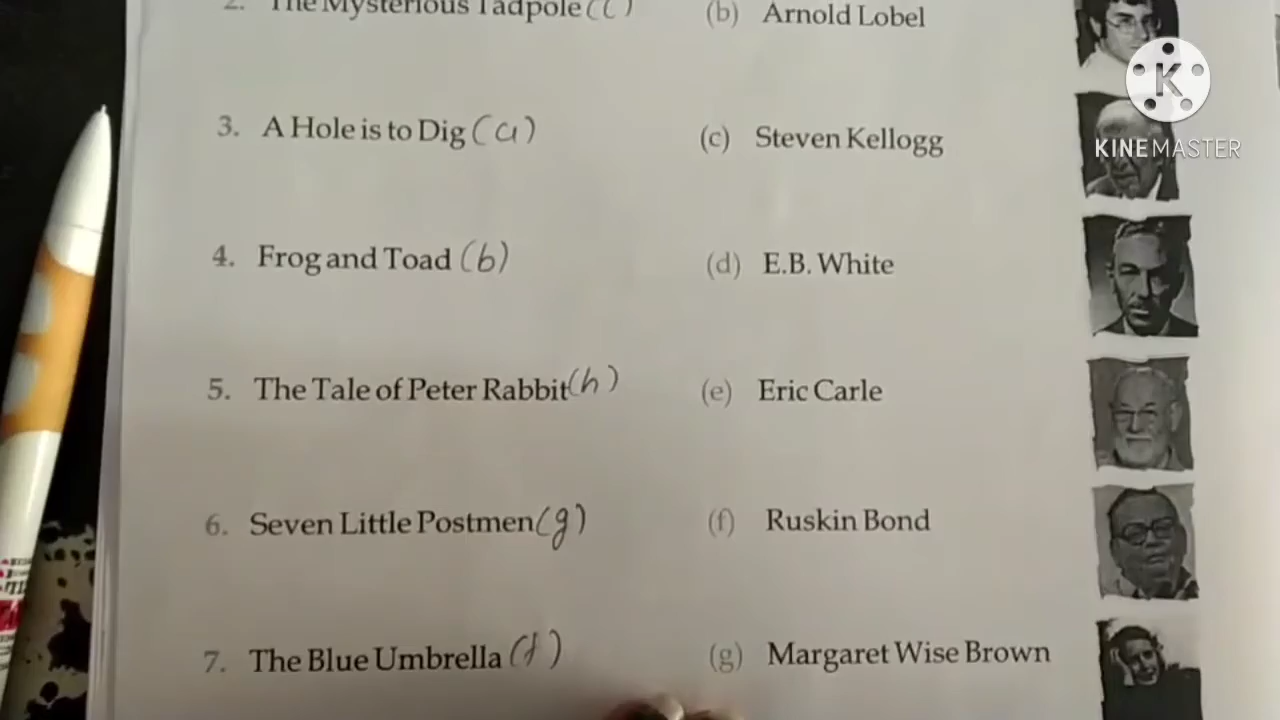 2. The Mysterious Tadpole (c) (b) Arnold Lobel
K
KINEMASTER
3. A Hole is to Dig (a) (c) Steven Kellogg
4. Frog and Toad (b) (d) E.B. White
5. The Tale of Peter Rabbit (h) (e) Eric Carle
6. Seven Little Postmen (g) (f) Ruskin Bond
7. The Blue Umbrella (f) (g) Margaret Wise Brown